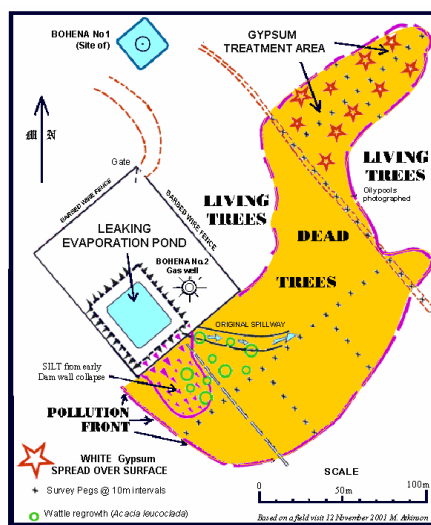 BOHENA No1
(Site of)
GYPSUM
TREATMENT AREA
M N
Gate
BARBED WIRE FENCE
BARBED WIRE FENCE
LIVING
TREES
LIVING
TREES
Oily pools
photographed
LEAKING
EVAPORATION POND
BOHENA No.2
Gas well
DEAD
TREES
ORIGINAL SPILLWAY
SILT from early
Dam wall collapse
POLLUTION
FRONT
WHITE Gypsum
SPREAD OVER SURFACE
Survey Pegs @ 10m intervals
Wattle regrowth (Acacia leucoclada)
SCALE
0 50m 100m
Based on a field visit 12 November 2001 M. Atkinson